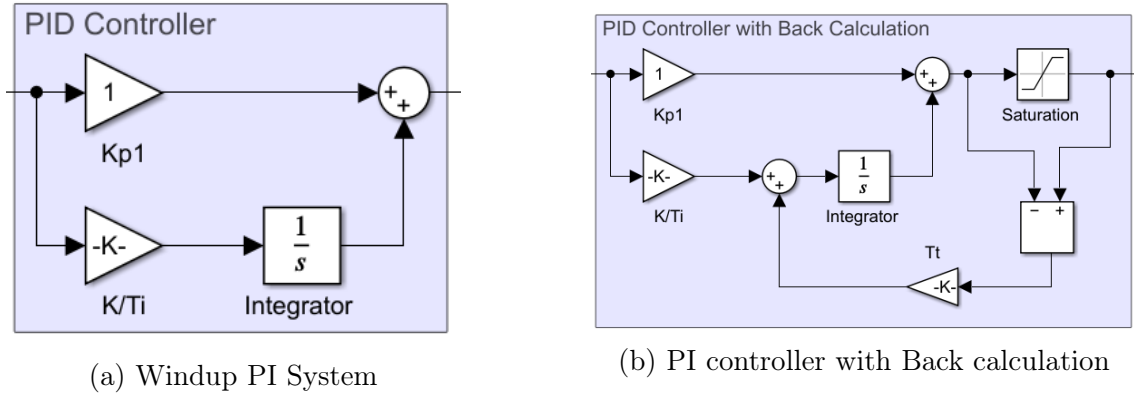 PID Controller
1
+
+
Kp1
-K-
1
s
K/Ti
Integrator
(a) Windup PI System
PID Controller with Back Calculation
1
+
+
Kp1
Saturation
-K-
+
+
1
s
K/Ti
Integrator
− +
Tt
-K-
(b) PI controller with Back calculation